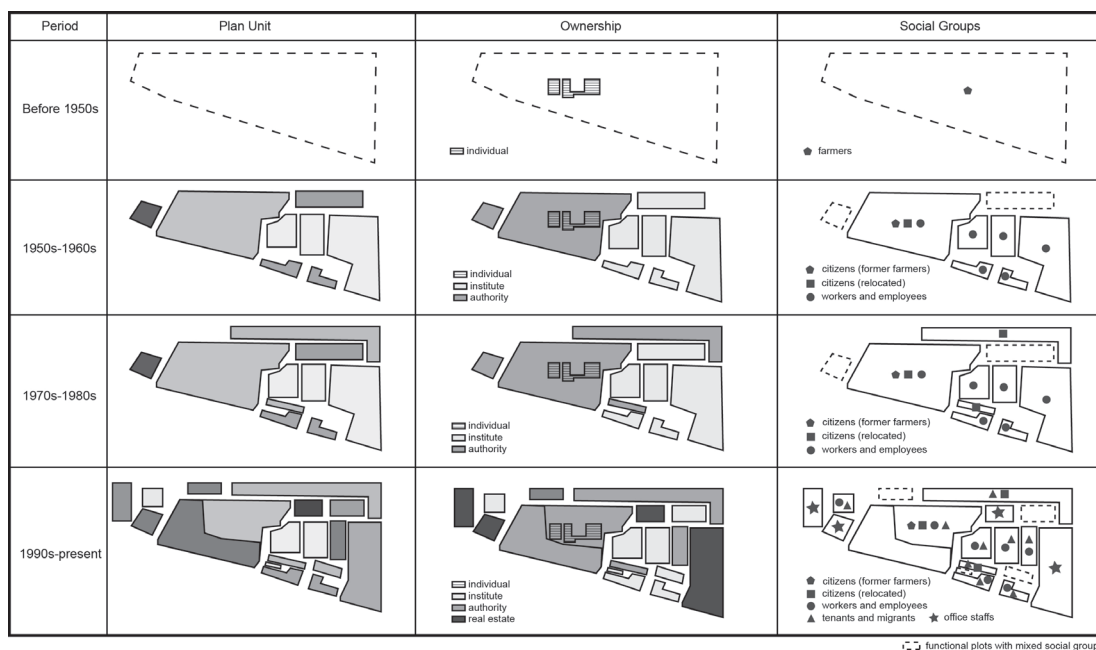 Period
Plan Unit
Ownership
Social Groups
Before 1950s
individual
farmers
1950s-1960s
individual
institute
authority
citizens (former farmers)
citizens (relocated)
workers and employees
1970s-1980s
individual
institute
authority
citizens (former farmers)
citizens (relocated)
workers and employees
1990s-present
individual
institute
authority
real estate
citizens (former farmers)
citizens (relocated)
workers and employees
tenants and migrants office staffs
functional plots with mixed social group